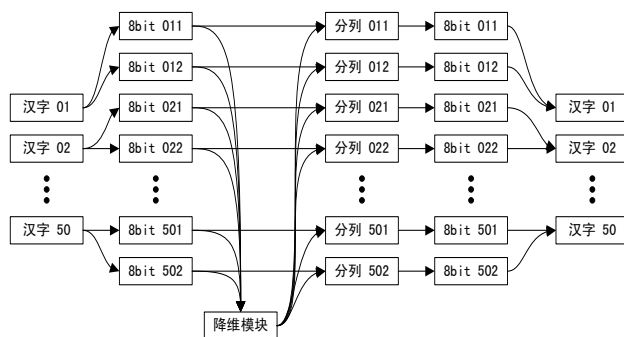 8bit 011 分列 011 8bit 011
8bit 012 分列 012 8bit 012
汉字 01 汉字 01
8bit 021 分列 021 8bit 021
汉字 02 8bit 022 分列 022 8bit 022 汉字 02
汉字 50 8bit 501 分列 501 8bit 501 汉字 50
8bit 502 分列 502 8bit 502
降维模块